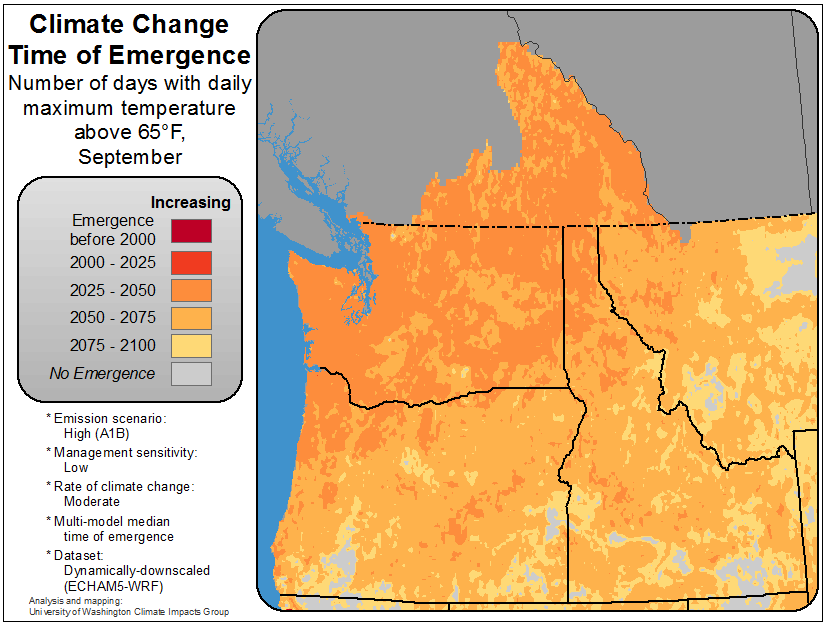 Climate Change
Time of Emergence
Number of days with daily
maximum temperature
above 65°F,
September
Increasing
Emergence
before 2000
2000 - 2025
2025 - 2050
2050 - 2075
2075 - 2100
No Emergence
* Emission scenario:
High (A1B)
* Management sensitivity:
Low
* Rate of climate change:
Moderate
* Multi-model median
time of emergence
* Dataset:
Dynamically-downscaled
(ECHAM5-WRF)
Analysis and mapping:
University of Washington Climate Impacts Group